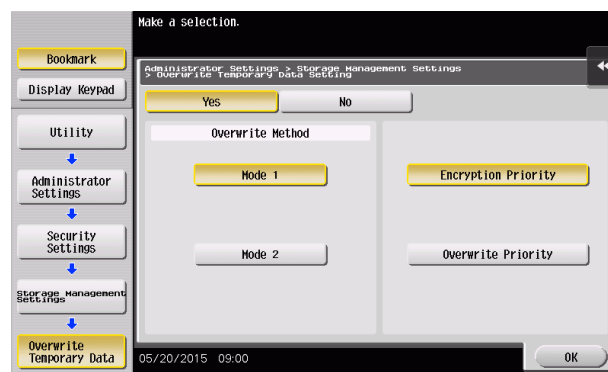 Make a selection.
Bookmark
Display Keypad
Utility
Administrator
Settings
Security
Settings
Storage Management
Settings
Overwrite
Temporary Data
Administrator Settings > Storage Management Settings
> Overwrite Temporary Data Setting
Yes
No
Overwrite Method
Mode 1
Encryption Priority
Mode 2
Overwrite Priority
05/20/2015 09:00
OK